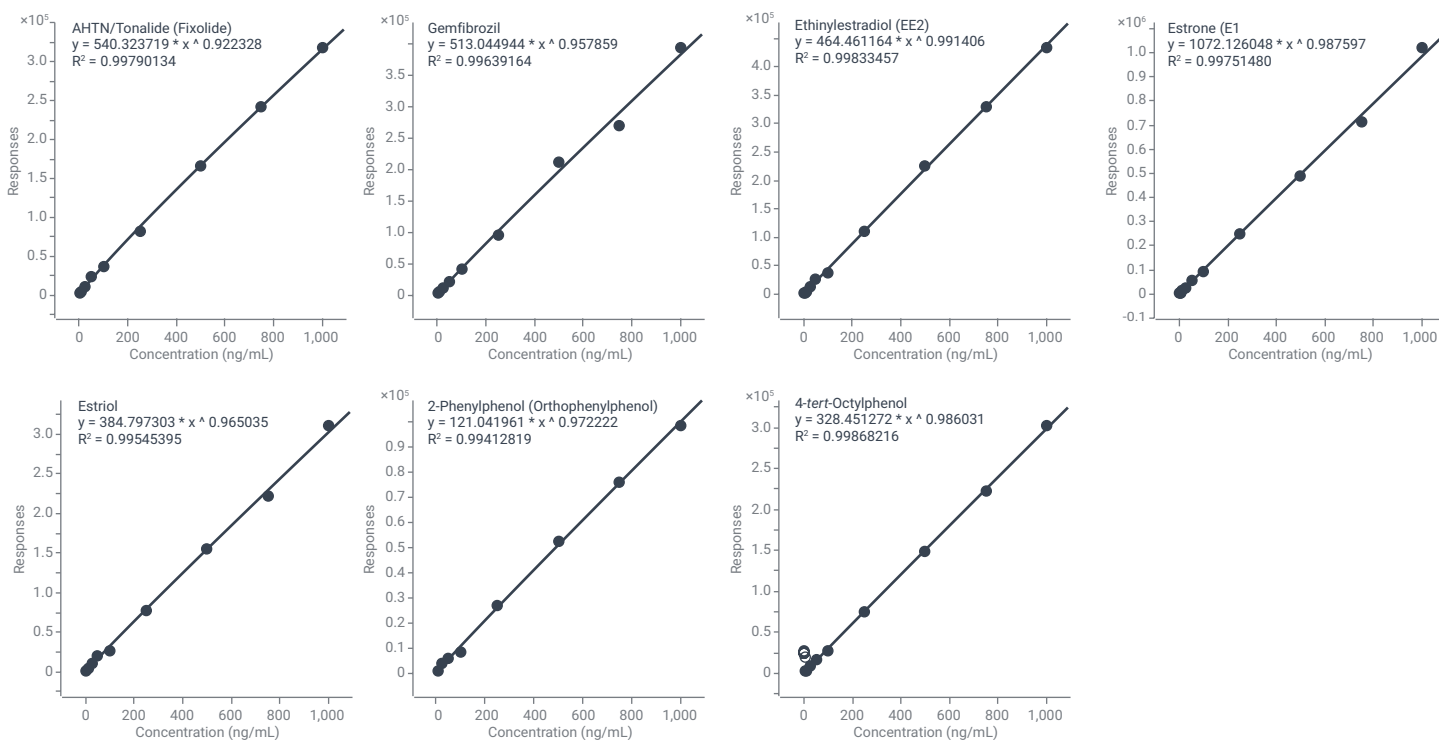 ×10⁵
AHTN/Tonalide (Fixolide)
y = 540.323719 * x ^ 0.922328
R² = 0.99790134
3.0
2.5
2.0
1.5
1.0
0.5
0
Responses
0 200 400 600 800 1,000
Concentration (ng/mL)
×10⁵
Gemfibrozil
y = 513.044944 * x ^ 0.957859
R² = 0.99639164
3.5
3.0
2.5
2.0
1.5
1.0
0.5
0
Responses
0 200 400 600 800 1,000
Concentration (ng/mL)
×10⁵
Ethinylestradiol (EE2)
y = 464.461164 * x ^ 0.991406
R² = 0.99833457
4.5
4.0
3.5
3.0
2.5
2.0
1.5
1.0
0.5
0
Responses
0 200 400 600 800 1,000
Concentration (ng/mL)
×10⁶
Estrone (E1
y = 1072.126048 * x ^ 0.987597
R² = 0.99751480
1.0
0.9
0.8
0.7
0.6
0.5
0.4
0.3
0.2
0.1
0
-0.1
Responses
0 200 400 600 800 1,000
Concentration (ng/mL)
Estriol
y = 384.797303 * x ^ 0.965035
R² = 0.99545395
3.0
2.5
2.0
1.5
1.0
0.5
0
Responses
0 200 400 600 800 1,000
Concentration (ng/mL)
×10⁵
2-Phenylphenol (Orthophenylphenol)
y = 121.041961 * x ^ 0.972222
R² = 0.99412819
0.9
0.8
0.7
0.6
0.5
0.4
0.3
0.2
0.1
0
Responses
0 200 400 600 800 1,000
Concentration (ng/mL)
×10⁵
4-tert-Octylphenol
y = 328.451272 * x ^ 0.986031
R² = 0.99868216
3.0
2.5
2.0
1.5
1.0
0.5
0
Responses
0 200 400 600 800 1,000
Concentration (ng/mL)